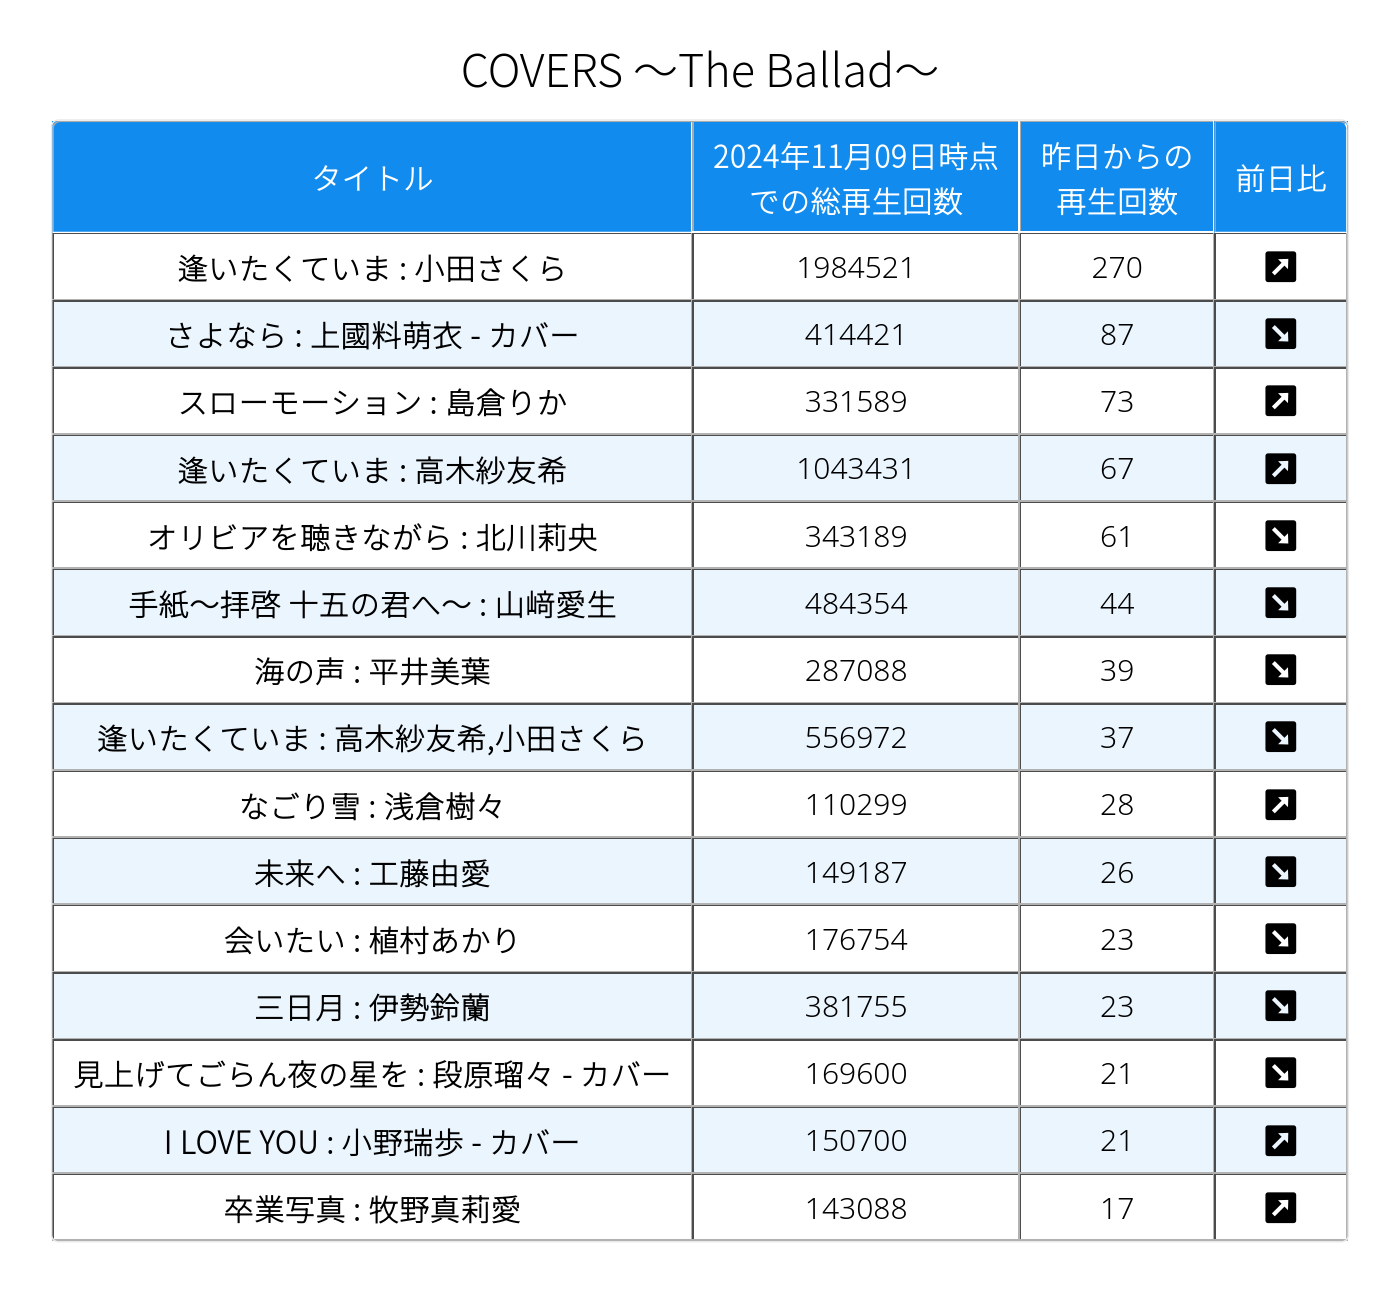 COVERS ～The Ballad～
タイトル 2024年11月09日時点での総再生回数 昨日からの再生回数 前日比
逢いたくていま : 小田さくら 1984521 270 ↗
さよなら : 上國料萌衣 - カバー 414421 87 ↘
スローモーション : 島倉りか 331589 73 ↗
逢いたくていま : 高木紗友希 1043431 67 ↗
オリビアを聴きながら : 北川莉央 343189 61 ↘
手紙～拝啓 十五の君へ～ : 山﨑愛生 484354 44 ↘
海の声 : 平井美葉 287088 39 ↘
逢いたくていま : 高木紗友希,小田さくら 556972 37 ↘
なごり雪 : 浅倉樹々 110299 28 ↗
未来へ : 工藤由愛 149187 26 ↘
会いたい : 植村あかり 176754 23 ↘
三日月 : 伊勢鈴蘭 381755 23 ↘
見上げてごらん夜の星を : 段原瑠々 - カバー 169600 21 ↘
I LOVE YOU : 小野瑞歩 - カバー 150700 21 ↗
卒業写真 : 牧野真莉愛 143088 17 ↗